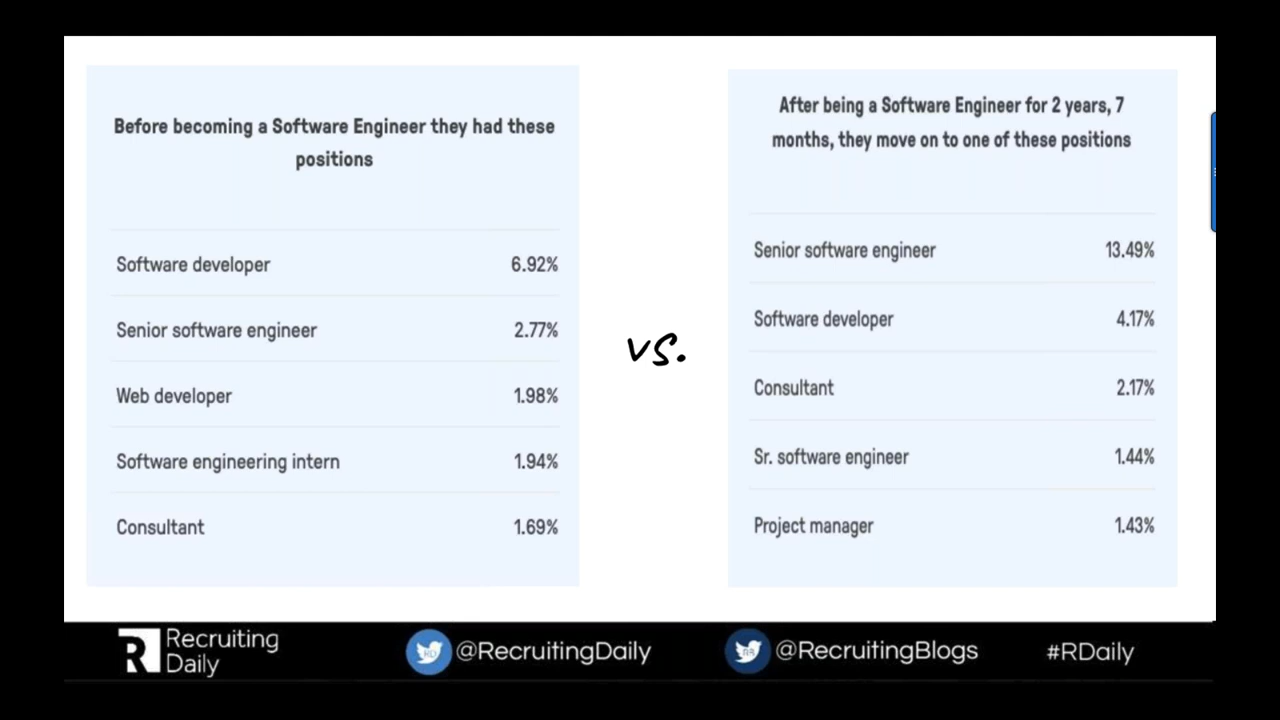 Before becoming a Software Engineer they had these
positions
Software developer 6.92%
Senior software engineer 2.77%
Web developer 1.98%
Software engineering intern 1.94%
Consultant 1.69%
vs.
After being a Software Engineer for 2 years, 7
months, they move on to one of these positions
Senior software engineer 13.49%
Software developer 4.17%
Consultant 2.17%
Sr. software engineer 1.44%
Project manager 1.43%
R Recruiting
Daily
@RecruitingDaily
@RecruitingBlogs
#RDaily